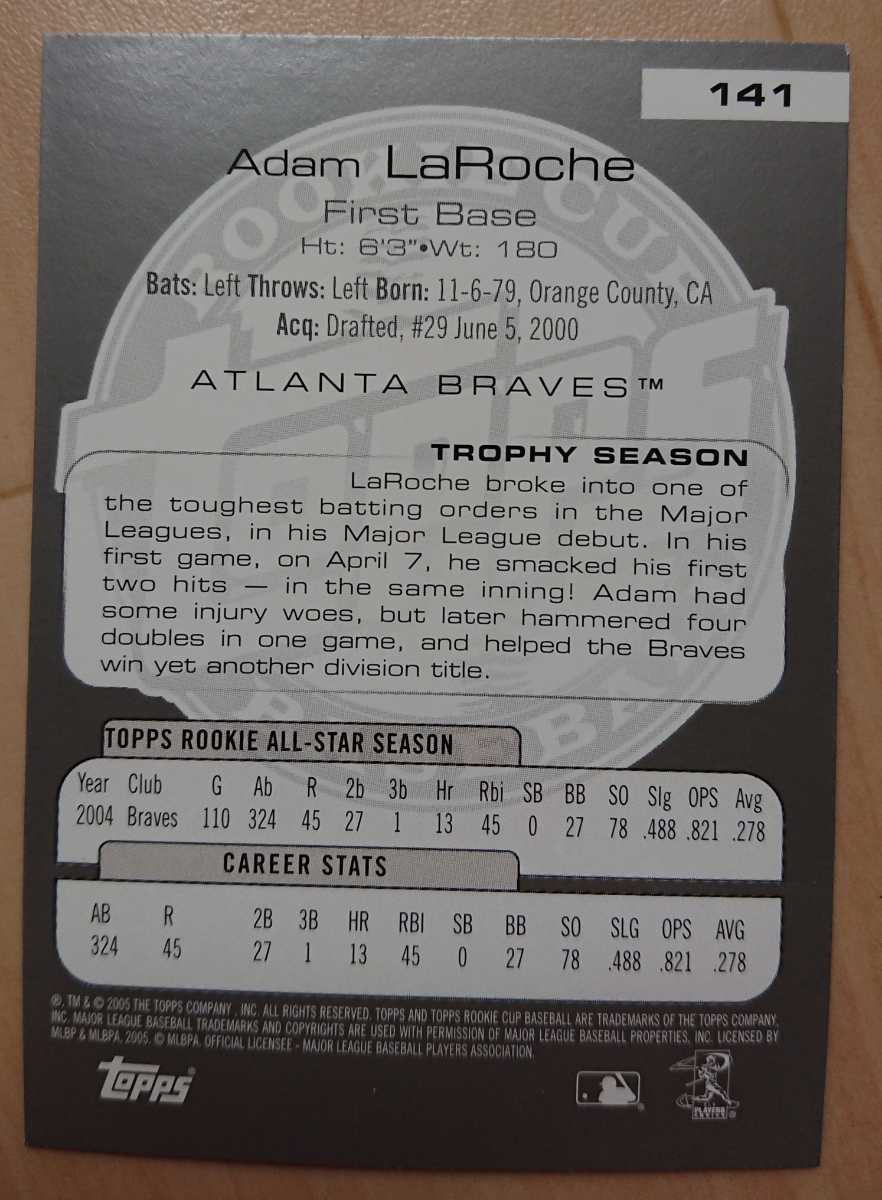 141
Adam LaRoche
First Base
Ht: 6'3"•Wt: 180
Bats: Left Throws: Left Born: 11-6-79, Orange County, CA
Acq: Drafted, #29 June 5, 2000
ATLANTA BRAVES™
ROOKIE CUP
topps
BASEBALL
TROPHY SEASON
LaRoche broke into one of
the toughest batting orders in the Major
Leagues, in his Major League debut. In his
first game, on April 7, he smacked his first
two hits — in the same inning! Adam had
some injury woes, but later hammered four
doubles in one game, and helped the Braves
win yet another division title.
TOPPS ROOKIE ALL-STAR SEASON
Year Club G Ab R 2b 3b Hr Rbi SB BB SO Slg OPS Avg
2004 Braves 110 324 45 27 1 13 45 0 27 78 .488 .821 .278
CAREER STATS
AB R 2B 3B HR RBI SB BB SO SLG OPS AVG
324 45 27 1 13 45 0 27 78 .488 .821 .278
®, TM & © 2005 THE TOPPS COMPANY , INC. ALL RIGHTS RESERVED. TOPPS AND TOPPS ROOKIE CUP BASEBALL ARE TRADEMARKS OF THE TOPPS COMPANY,
INC. MAJOR LEAGUE BASEBALL TRADEMARKS AND COPYRIGHTS ARE USED WITH PERMISSION OF MAJOR LEAGUE BASEBALL PROPERTIES, INC. LICENSED BY
MLBP & MLBPA, 2005. © MLBPA. OFFICIAL LICENSEE - MAJOR LEAGUE BASEBALL PLAYERS ASSOCIATION.
topps®
PLAYERS
CHOICE